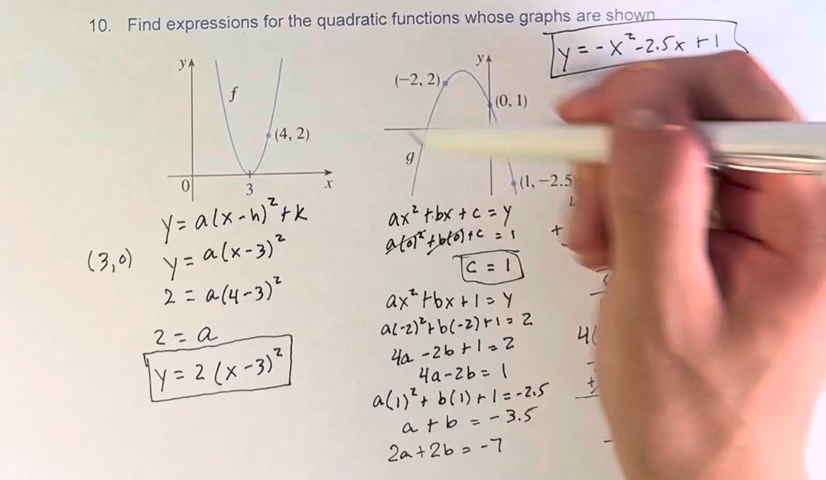 10. Find expressions for the quadratic functions whose graphs are shown
y = -x² - 2.5x + 1
y
f
(4, 2)
0
3
x
y
(−2, 2)
(0, 1)
g
(1, −2.5)
y = a(x-h)² + k
(3,0)
y = a(x-3)²
2 = a(4-3)²
2 = a
y = 2(x-3)²
ax² + bx + c = y
a(0)² + b(0) + c = 1
c = 1
ax² + bx + 1 = y
a(-2)² + b(-2) + 1 = 2
4a - 2b + 1 = 2
4a - 2b = 1
a(1)² + b(1) + 1 = -2.5
a + b = -3.5
2a + 2b = -7